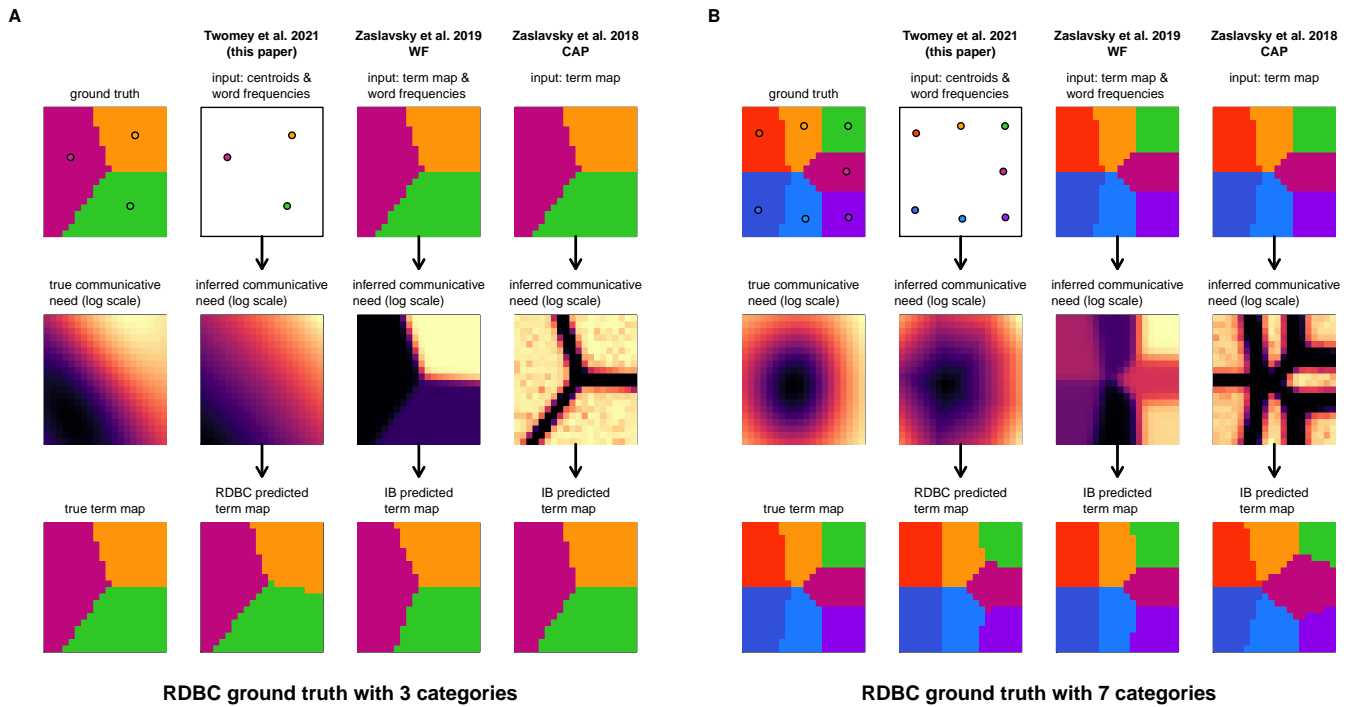 A
Twomey et al. 2021
(this paper)
Zaslavsky et al. 2019
WF
Zaslavsky et al. 2018
CAP
ground truth
input: centroids &
word frequencies
input: term map &
word frequencies
input: term map
true communicative
need (log scale)
inferred communicative
need (log scale)
inferred communicative
need (log scale)
inferred communicative
need (log scale)
true term map
RDBC predicted
term map
IB predicted
term map
IB predicted
term map
RDBC ground truth with 3 categories
B
Twomey et al. 2021
(this paper)
Zaslavsky et al. 2019
WF
Zaslavsky et al. 2018
CAP
ground truth
input: centroids &
word frequencies
input: term map &
word frequencies
input: term map
true communicative
need (log scale)
inferred communicative
need (log scale)
inferred communicative
need (log scale)
inferred communicative
need (log scale)
true term map
RDBC predicted
term map
IB predicted
term map
IB predicted
term map
RDBC ground truth with 7 categories